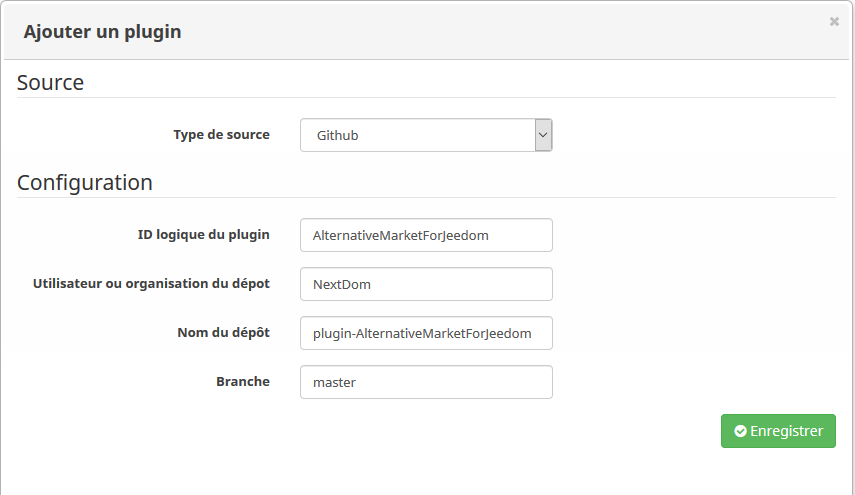 Ajouter un plugin
×
Source
Type de source Github
Configuration
ID logique du plugin AlternativeMarketForJeedom
Utilisateur ou organisation du dépot NextDom
Nom du dépôt plugin-AlternativeMarketForJeedom
Branche master
Enregistrer